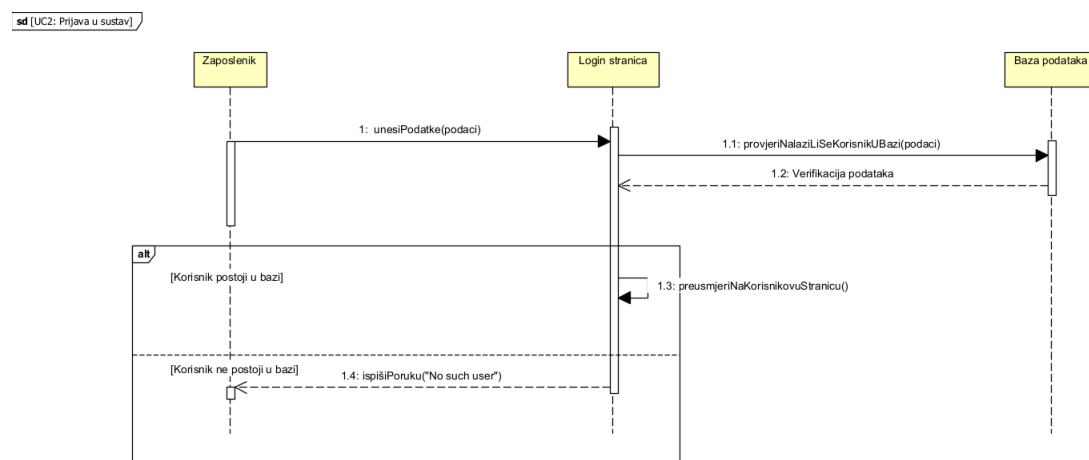 sd [UC2: Prijava u sustav]
Zaposlenik
Login stranica
Baza podataka
1: unesiPodatke(podaci)
1.1: provjeriNalaziLiSeKorisnikUBazi(podaci)
1.2: Verifikacija podataka
alt
[Korisnik postoji u bazi]
1.3: preusmjeriNaKorisnikovuStranicu()
[Korisnik ne postoji u bazi]
1.4: ispišiPoruku("No such user")